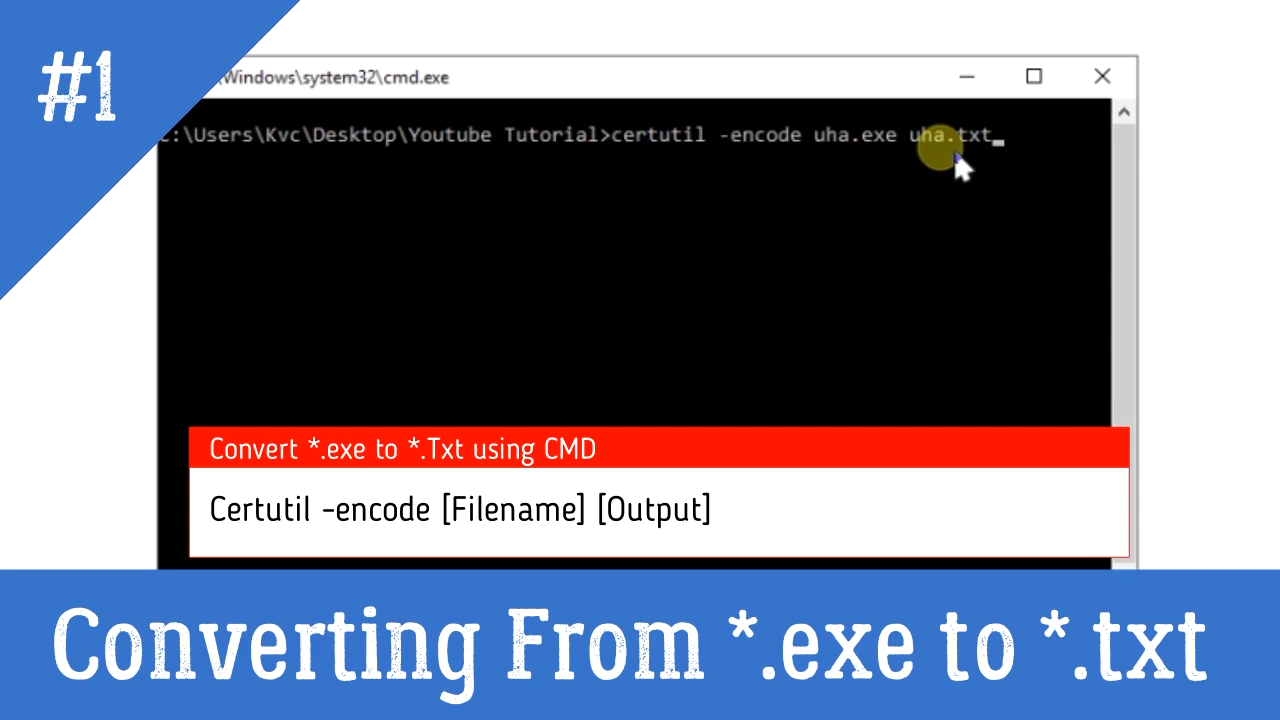 #1
\Windows\system32\cmd.exe
:\Users\Kvc\Desktop\Youtube Tutorial>certutil -encode uha.exe uha.txt
Convert *.exe to *.Txt using CMD
Certutil -encode [Filename] [Output]
Converting From *.exe to *.txt